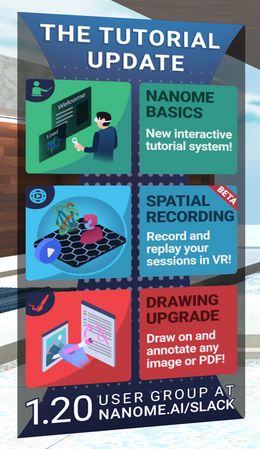 THE TUTORIAL
UPDATE
Welcome
Load
NANOME
BASICS
New interactive
tutorial system!
BETA
SPATIAL
RECORDING
Record and
replay your
sessions in VR!
DRAWING
UPGRADE
Draw on and
annotate any
image or PDF!
1.20 USER GROUP AT
NANOME.AI/SLACK